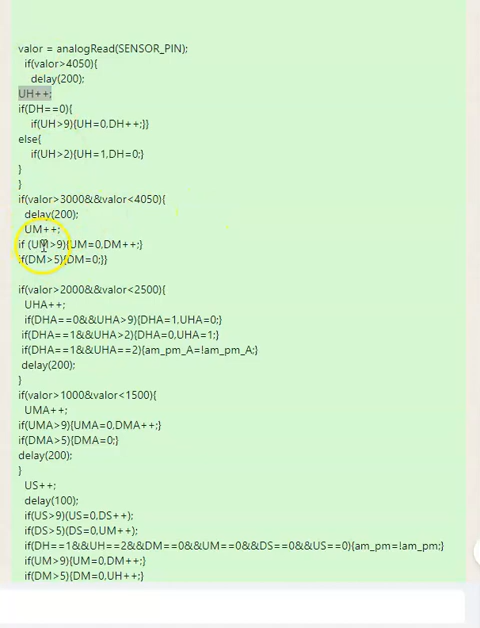 valor = analogRead(SENSOR_PIN);
if(valor>4050){
delay(200);
UH++;
if(DH==0){
if(UH>9){UH=0,DH++;}}
else{
if(UH>2){UH=1,DH=0;}
}
}
if(valor>3000&&valor<4050){
delay(200);
UM++;
if (UM>9){UM=0,DM++;}
if(DM>5){DM=0;}}
if(valor>2000&&valor<2500){
UHA++;
if(DHA==0&&UHA>9){DHA=1,UHA=0;}
if(DHA==1&&UHA>2){DHA=0,UHA=1;}
if(DHA==1&&UHA==2){am_pm_A=!am_pm_A;}
delay(200);
}
if(valor>1000&valor<1500){
UMA++;
if(UMA>9){UMA=0,DMA++;}
if(DMA>5){DMA=0;}
delay(200);
}
US++;
delay(100);
if(US>9)(US=0,DS++);
if(DS>5)(DS=0,UM++);
if(DH==1&&UH==2&&DM==0&&UM==0&&DS==0&&US==0){am_pm=!am_pm;}
if(UM>9){UM=0,DM++;}
if(DM>5){DM=0,UH++;}